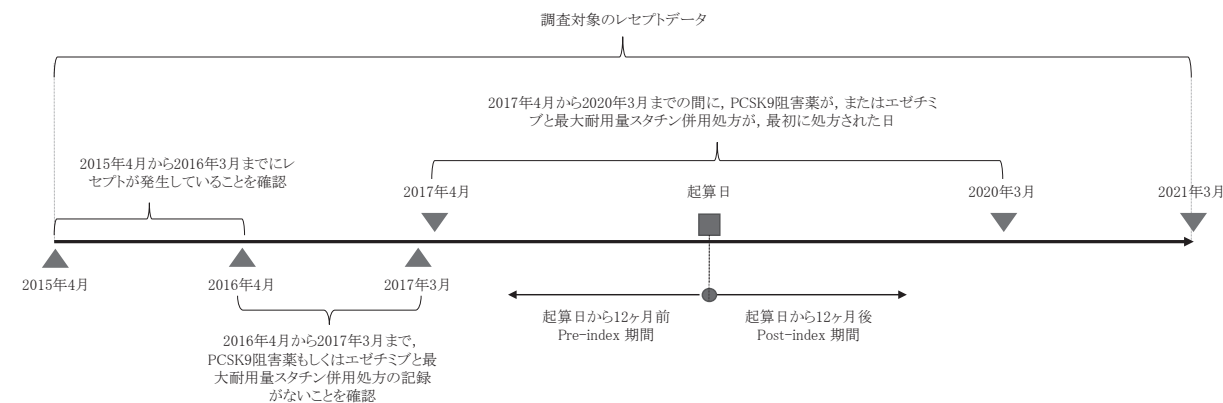 調査対象のレセプトデータ
2017年4月から2020年3月までの間に, PCSK9阻害薬が, またはエゼチミ
ブと最大耐用量スタチン併用処方が, 最初に処方された日
2015年4月から2016年3月までにレ
セプトが発生していることを確認
2017年4月
起算日
2020年3月
2021年3月
2015年4月
2016年4月
2017年3月
起算日から12ヶ月前
Pre-index 期間
起算日から12ヶ月後
Post-index 期間
2016年4月から2017年3月まで,
PCSK9阻害薬もしくはエゼチミブと最
大耐用量スタチン併用処方の記録
がないことを確認